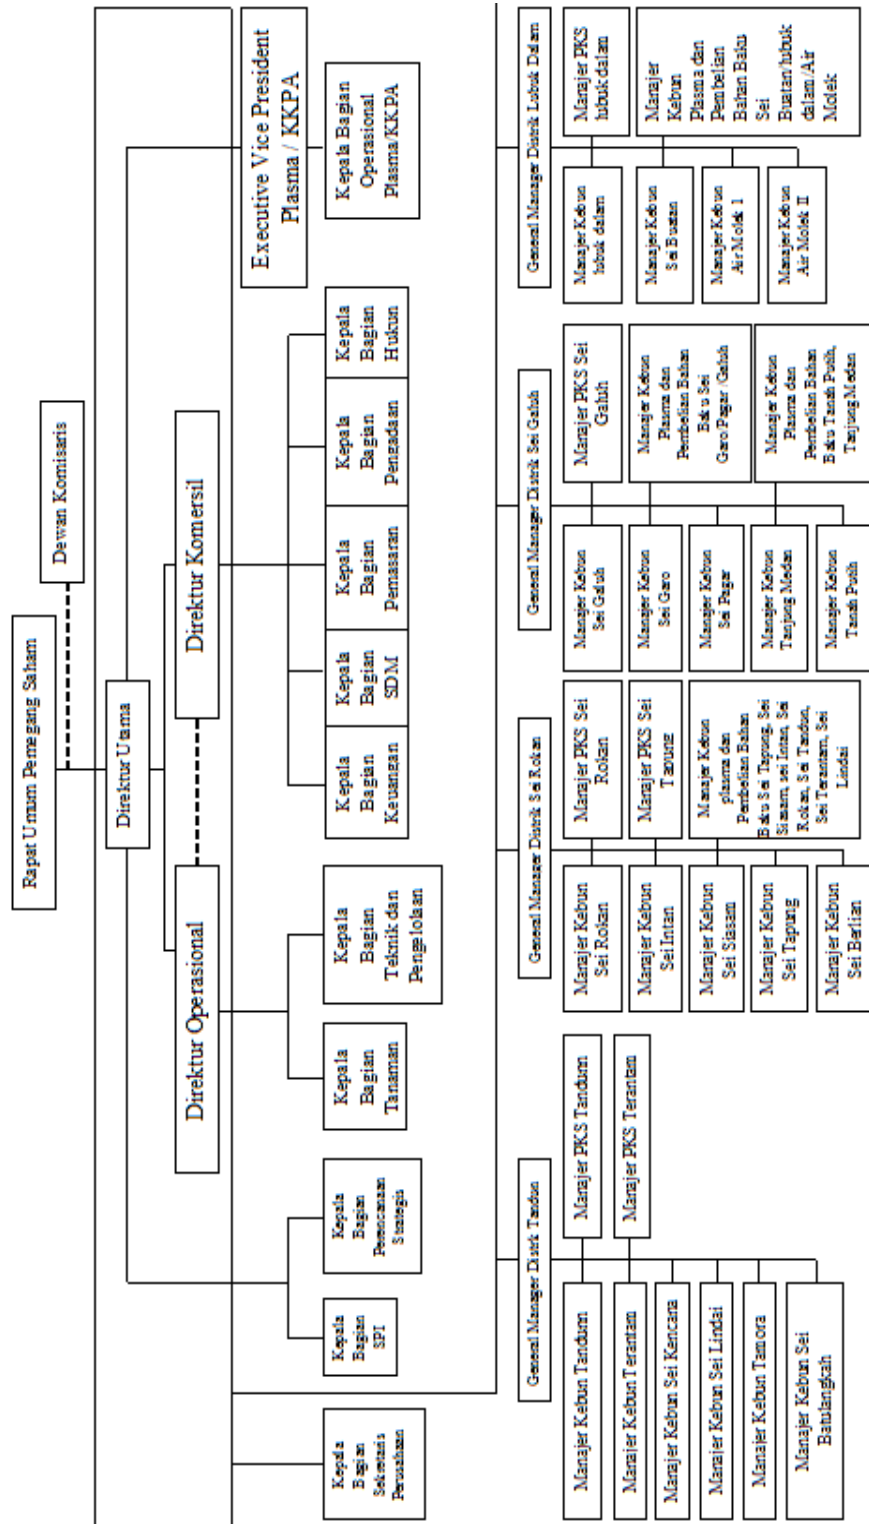 Rapat Umum Pemegang Saham
Dewan Komisaris
Direktur Utama
Direktur Operasional
Direktur Komersil
Executive Vice President
Plasma / KKPA
Kepala
Bagian
Sekretaris
Perusahaan
Kepala
Bagian
SPI
Kepala
Bagian
Perencanaan
Strategis
Kepala
Bagian
Tanaman
Kepala
Bagian
Teknik dan
Pengelolaan
Kepala
Bagian
Keuangan
Kepala
Bagian
SDM
Kepala
Bagian
Pemasaran
Kepala
Bagian
Pengadaan
Kepala
Bagian
Hukun
Kepala Bagian
Operasional
Plasma/KKPA
General Manager Distrik Tandun
General Manager Distrik Sei Rokan
General Manager Distrik Sei Galuh
General Manager Distrik Lubuk Dalam
Manajer Kebun Tandunn
Manajer PKS Tandunn
Manajer Kebun Terantam
Manajer PKS Terantam
Manajer Kebun Sei Kencana
Manajer Kebun Sei Lindai
Manajer Kebun Tamora
Manajer Kebun Sei
Batulangkah
Manajer Kebun
Sei Rokan
Manajer PKS Sei
Rokan
Manajer Kebun
Sei Intan
Manajer PKS Sei
Tapung
Manajer Kebun
Sei Siasam
Manajer Kebun
plasma dan
Pembelian Bahan
Baku Sei Tapung, Sei
Siasam, sei Intan, Sei
Rokan, Sei Tandun,
Sei Terantam, Sei
Lindai
Manajer Kebun
Sei Tapung
Manajer Kebun
Sei Berlian
Manajer Kebun
Sei Galuh
Manajer PKS Sei
Galuh
Manajer Kebun
Sei Garo
Manajer Kebun
Plasma dan
Pembelian Bahan
Baku Sei
Garo/Pagar /Galuh
Manajer Kebun
Sei Pagar
Manajer Kebun
Tanjung Medan
Manajer Kebun
Plasma dan
Pembelian Bahan
Baku Tanah Putih,
Tanjung Medan
Manajer Kebun
Tanah Putih
Manajer Kebun
lubuk dalam
Manajer PKS
lubuk dalam
Manajer Kebun
Sei Buatan
Manajer
Kebun
Plasma dan
Pembelian
Bahan Baku
Sei
Buatan/lubuk
dalam/Air
Molek
Manajer Kebun
Air Molek I
Manajer Kebun
Air Molek II